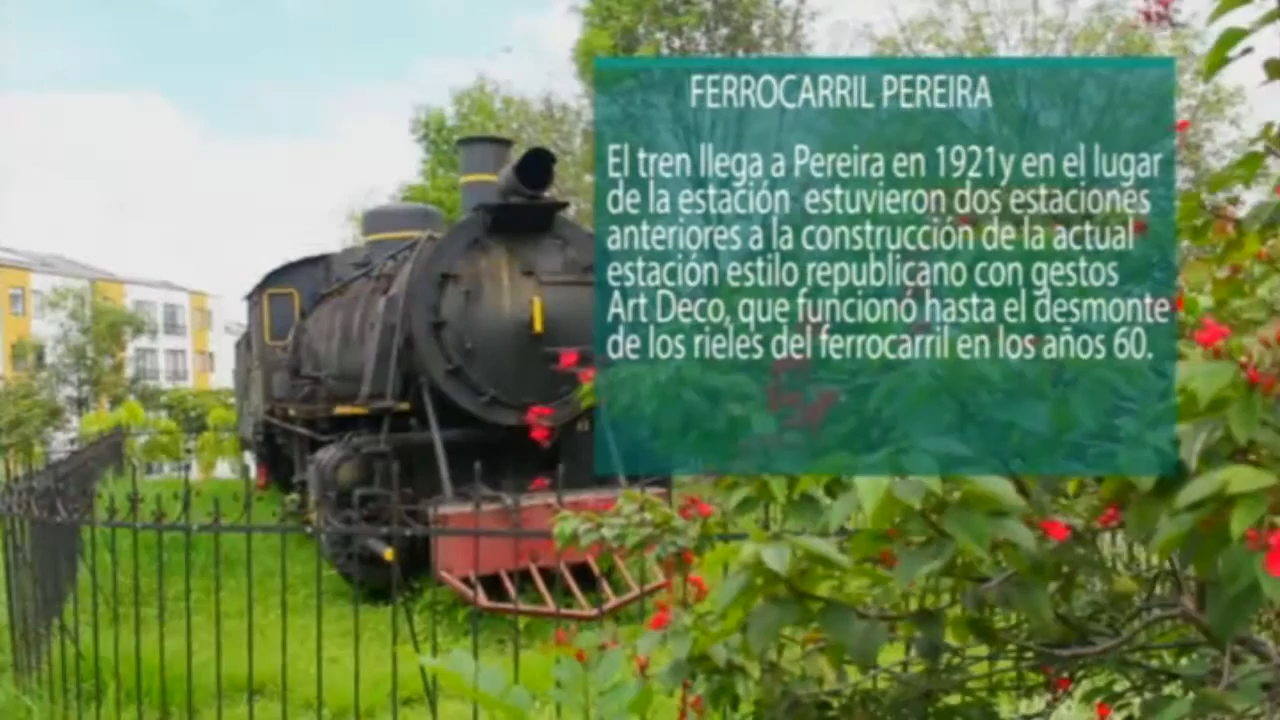 FERROCARRIL PEREIRA
El tren llega a Pereira en 1921y en el lugar
de la estación estuvieron dos estaciones
anteriores a la construcción de la actual
estación estilo republicano con gestos
Art Deco, que funcionó hasta el desmonte
de los rieles del ferrocarril en los años 60.